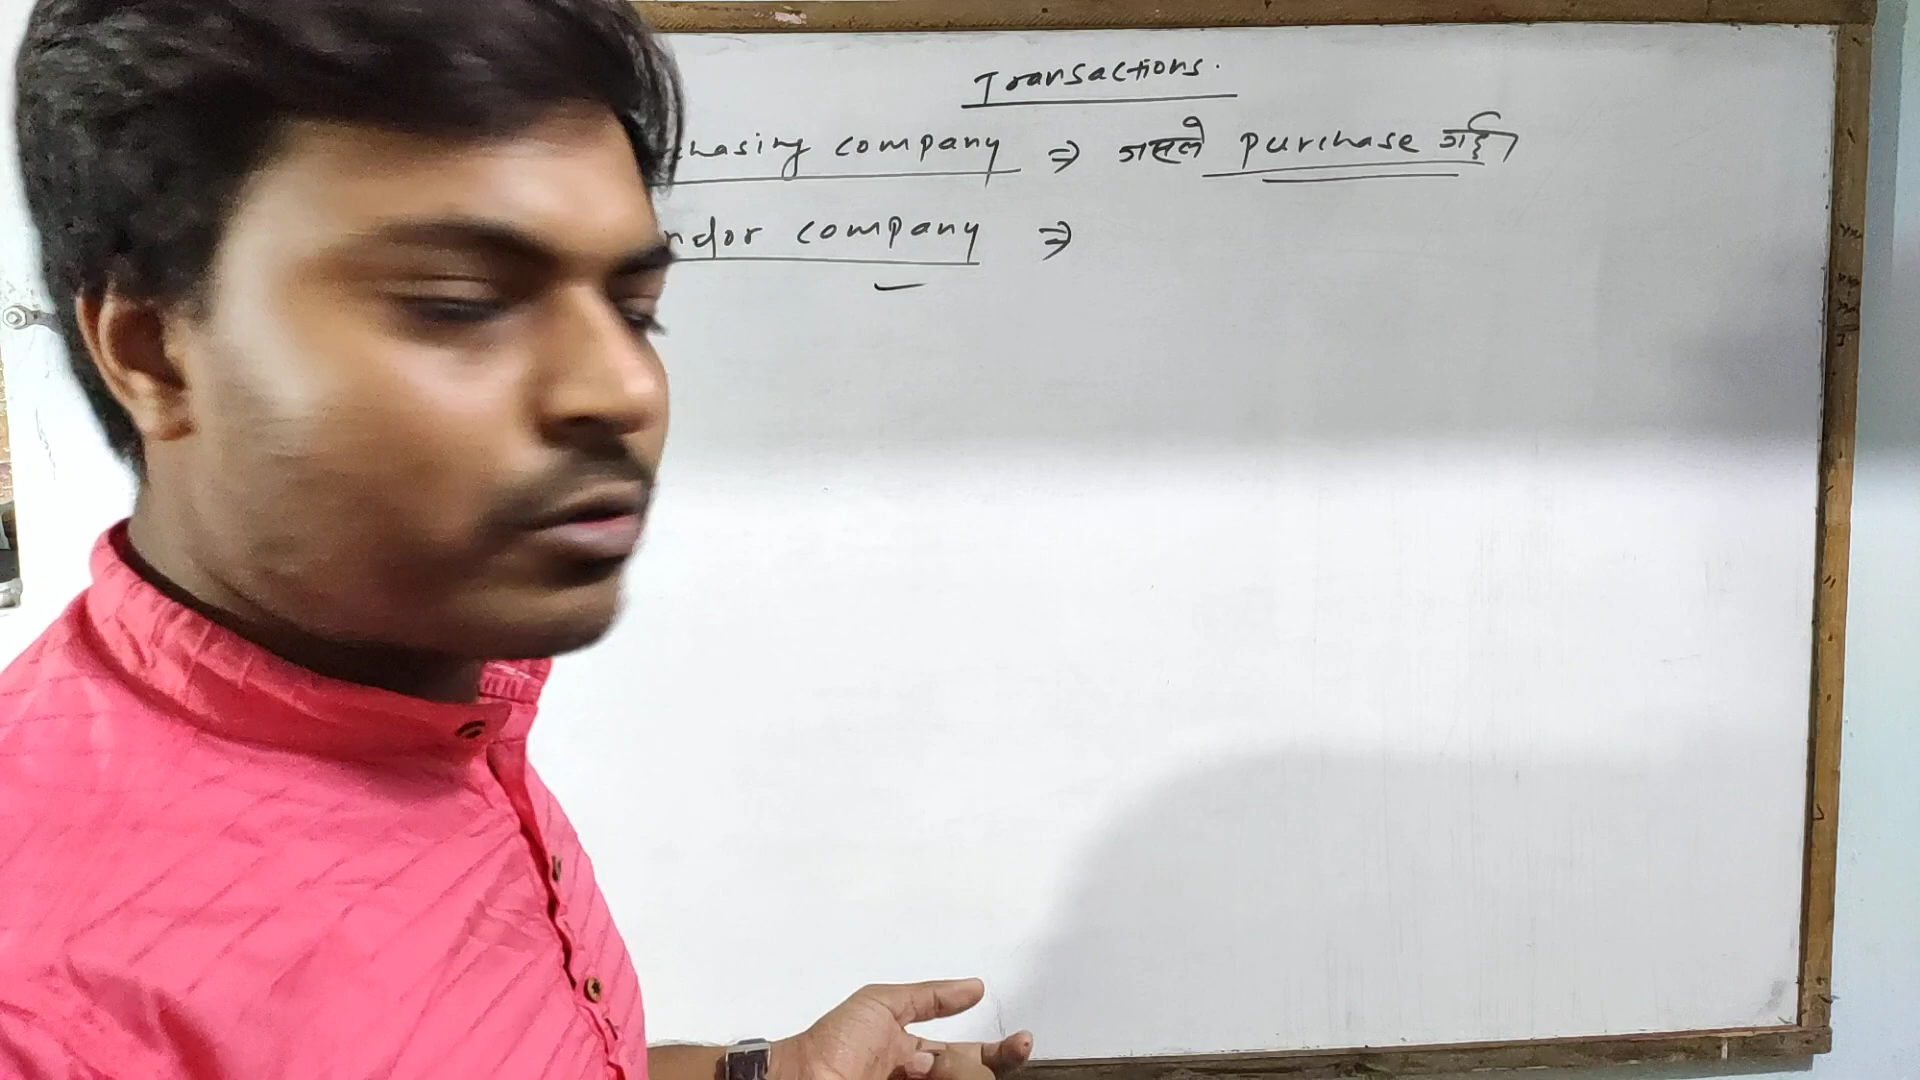 Transactions.
chasing company ⇒ जसले purchase गर्छ।
ndor company ⇒